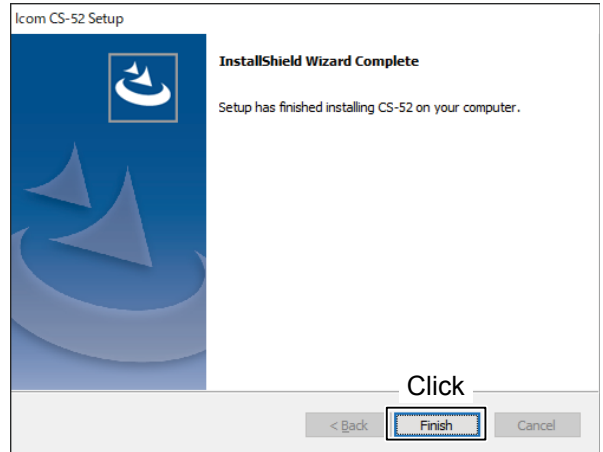 Icom CS-52 Setup
InstallShield Wizard Complete
Setup has finished installing CS-52 on your computer.
Click
< Back Finish Cancel